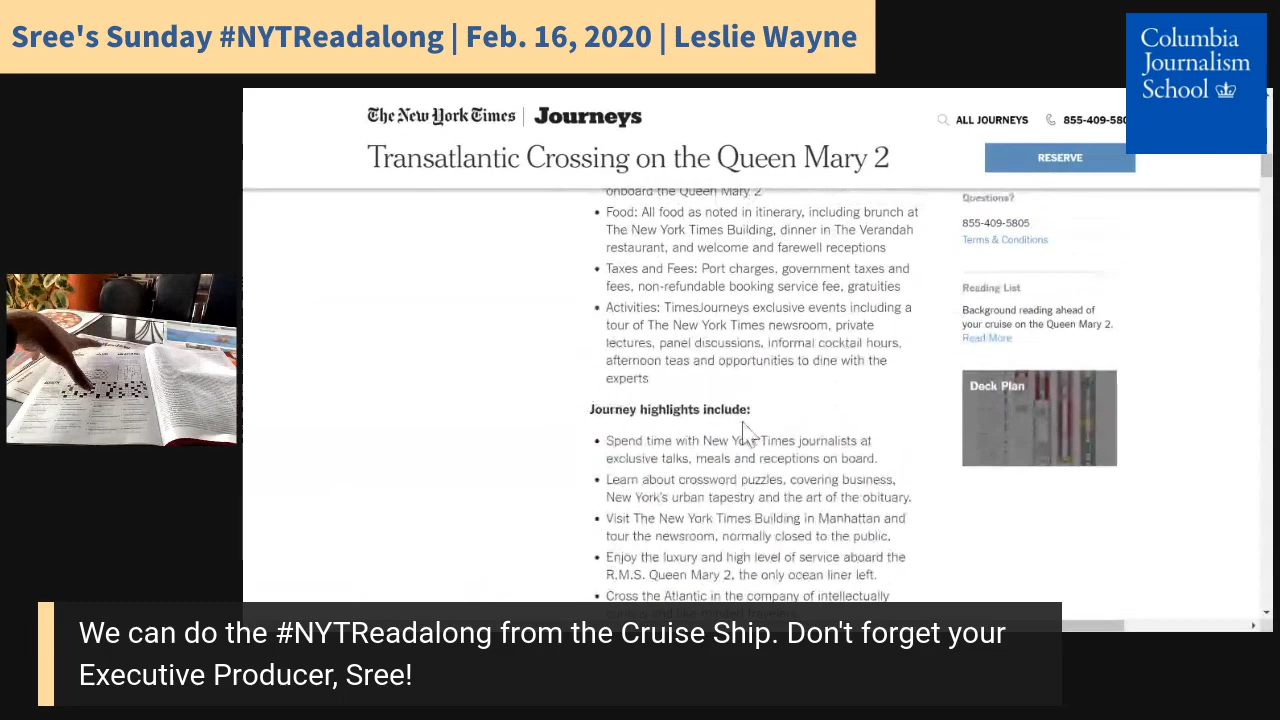 Sree's Sunday #NYTReadalong | Feb. 16, 2020 | Leslie Wayne
Columbia
Journalism
School
The New York Times | Journeys
ALL JOURNEYS
855-409-580
Transatlantic Crossing on the Queen Mary 2
RESERVE
onboard the Queen Mary 2
• Food: All food as noted in itinerary, including brunch at
The New York Times Building, dinner in The Verandah
restaurant, and welcome and farewell receptions
• Taxes and Fees: Port charges, government taxes and
fees, non-refundable booking service fee, gratuities
• Activities: TimesJourneys exclusive events including a
tour of The New York Times newsroom, private
lectures, panel discussions, informal cocktail hours,
afternoon teas and opportunities to dine with the
experts
Journey highlights include:
• Spend time with New York Times journalists at
exclusive talks, meals and receptions on board.
• Learn about crossword puzzles, covering business,
New York's urban tapestry and the art of the obituary.
• Visit The New York Times Building in Manhattan and
tour the newsroom, normally closed to the public.
• Enjoy the luxury and high level of service aboard the
R.M.S. Queen Mary 2, the only ocean liner left.
• Cross the Atlantic in the company of intellectually
Questions?
855-409-5805
Terms & Conditions
Reading List
Background reading ahead of
your cruise on the Queen Mary 2.
Read More
Deck Plan
We can do the #NYTReadalong from the Cruise Ship. Don't forget your
Executive Producer, Sree!